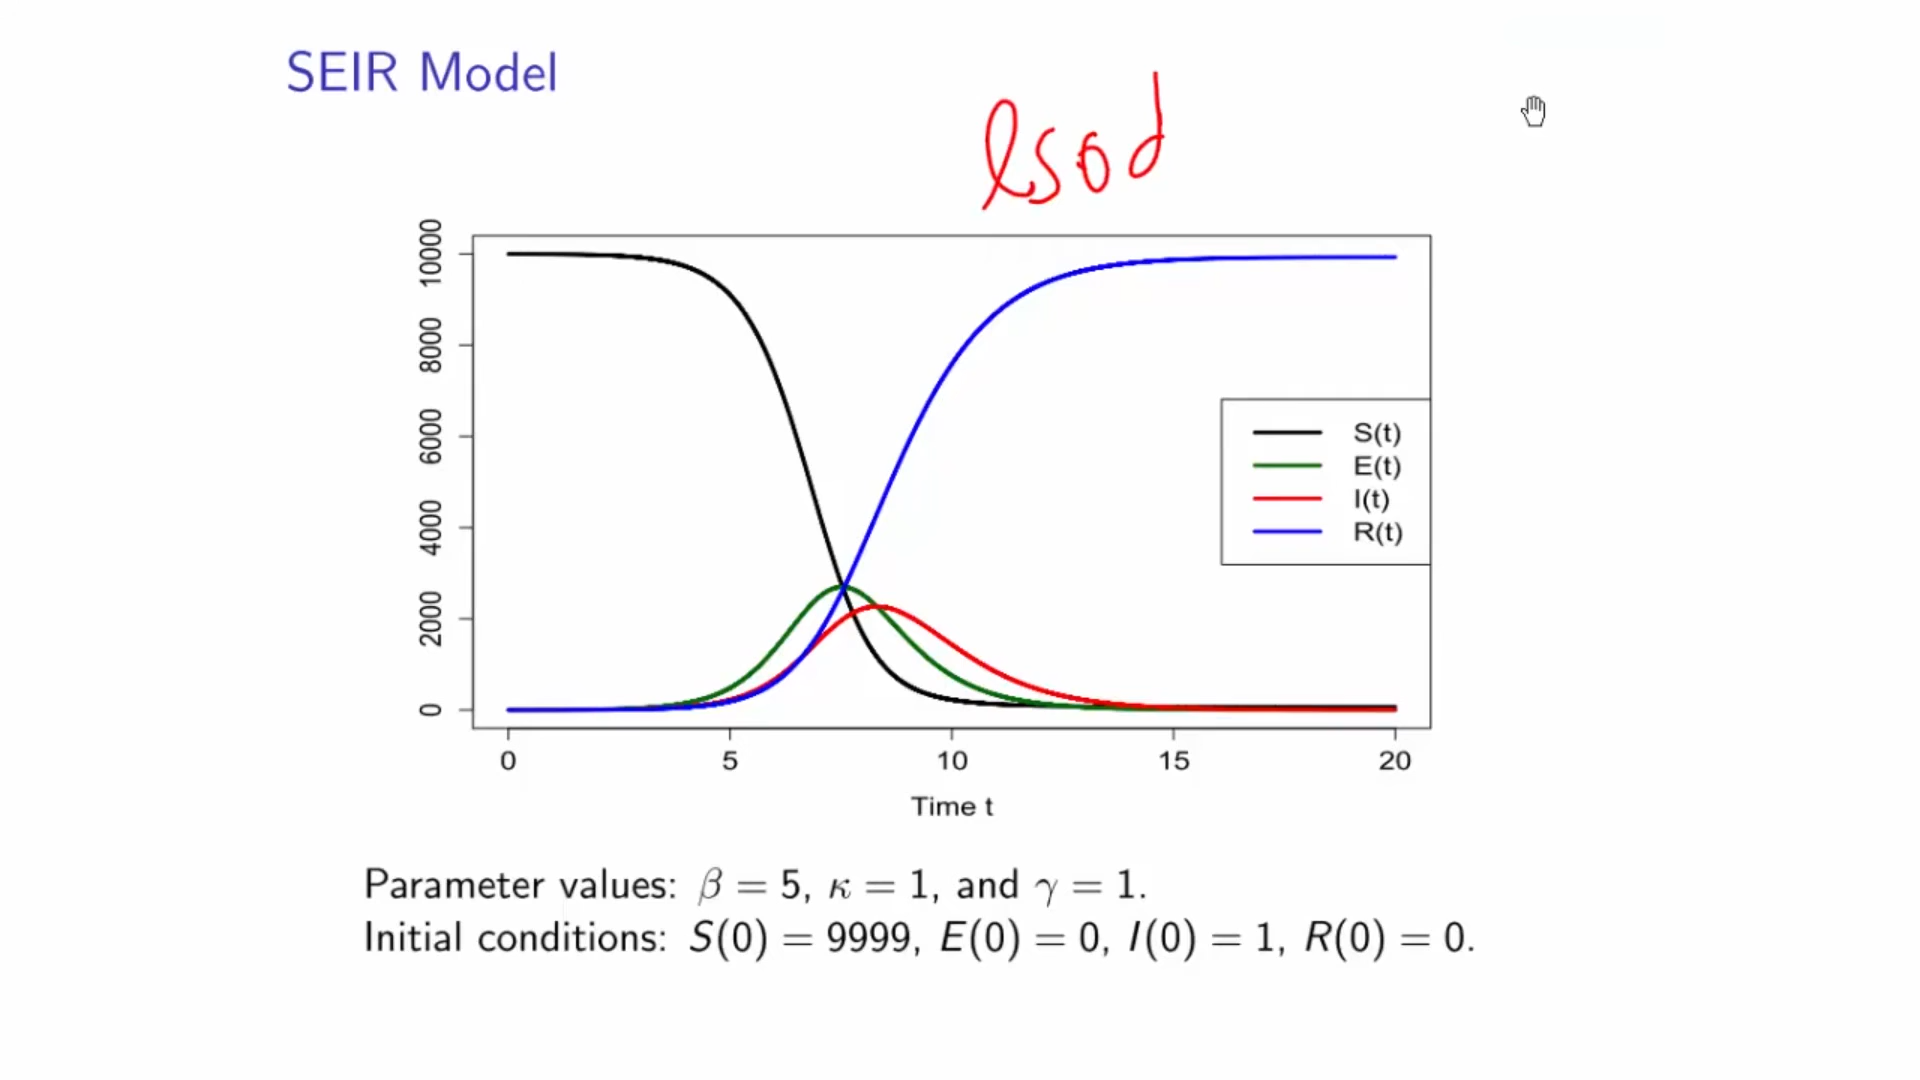 SEIR Model
lsod
10000
8000
6000
4000
2000
0
S(t)
E(t)
I(t)
R(t)
0 5 10 15 20
Time t
Parameter values: β = 5, κ = 1, and γ = 1.
Initial conditions: S(0) = 9999, E(0) = 0, I(0) = 1, R(0) = 0.